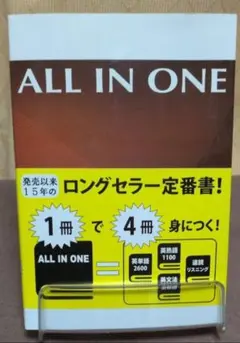 ALL IN ONE
発売以来
15年の
ロングセラー定番書!
1冊
で
4冊
身につく!
ALL IN ONE
=
英単語
2600
英熟語
1100
英文法
速読
リスニング